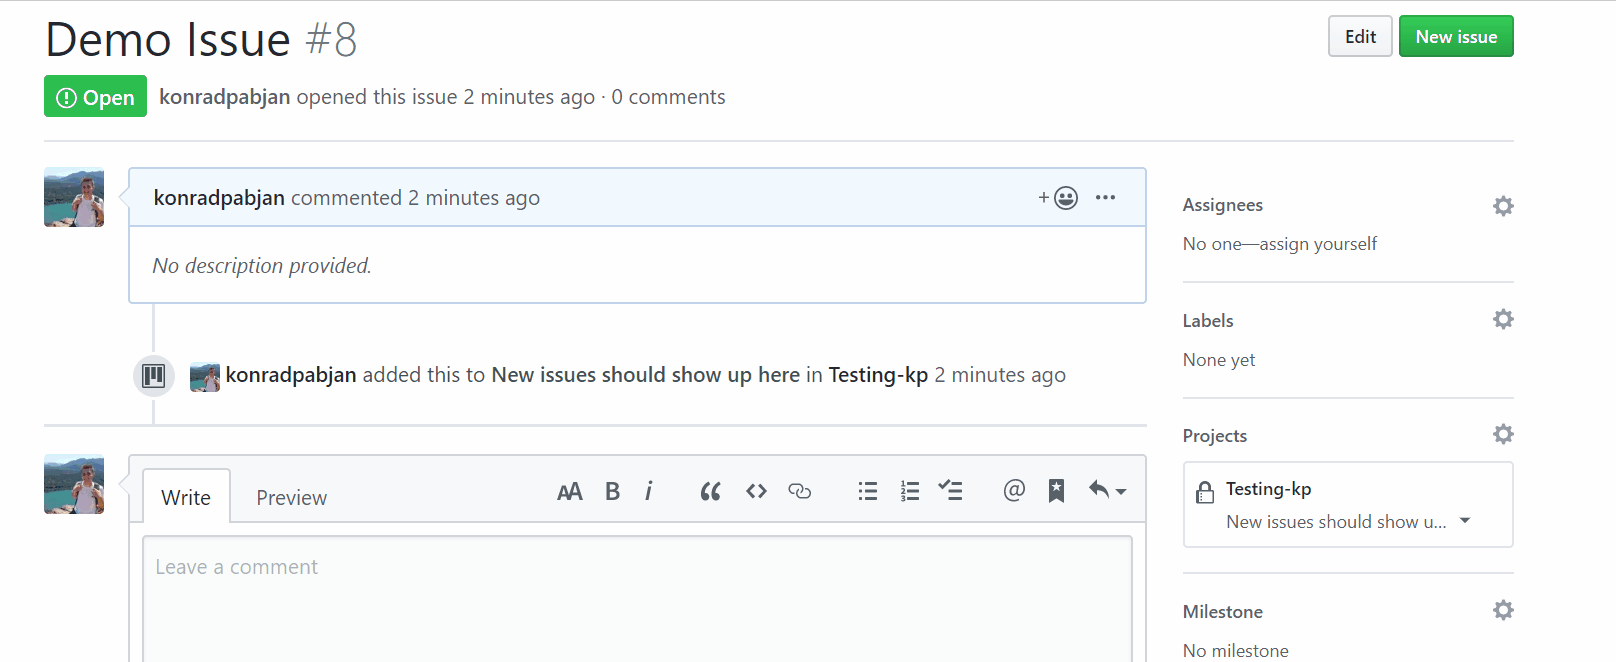 Demo Issue #8
Edit
New issue
Open
konradpabjan opened this issue 2 minutes ago · 0 comments
konradpabjan commented 2 minutes ago
No description provided.
konradpabjan added this to New issues should show up here in Testing-kp 2 minutes ago
Write
Preview
Leave a comment
Assignees
No one—assign yourself
Labels
None yet
Projects
Testing-kp
New issues should show u...
Milestone
No milestone